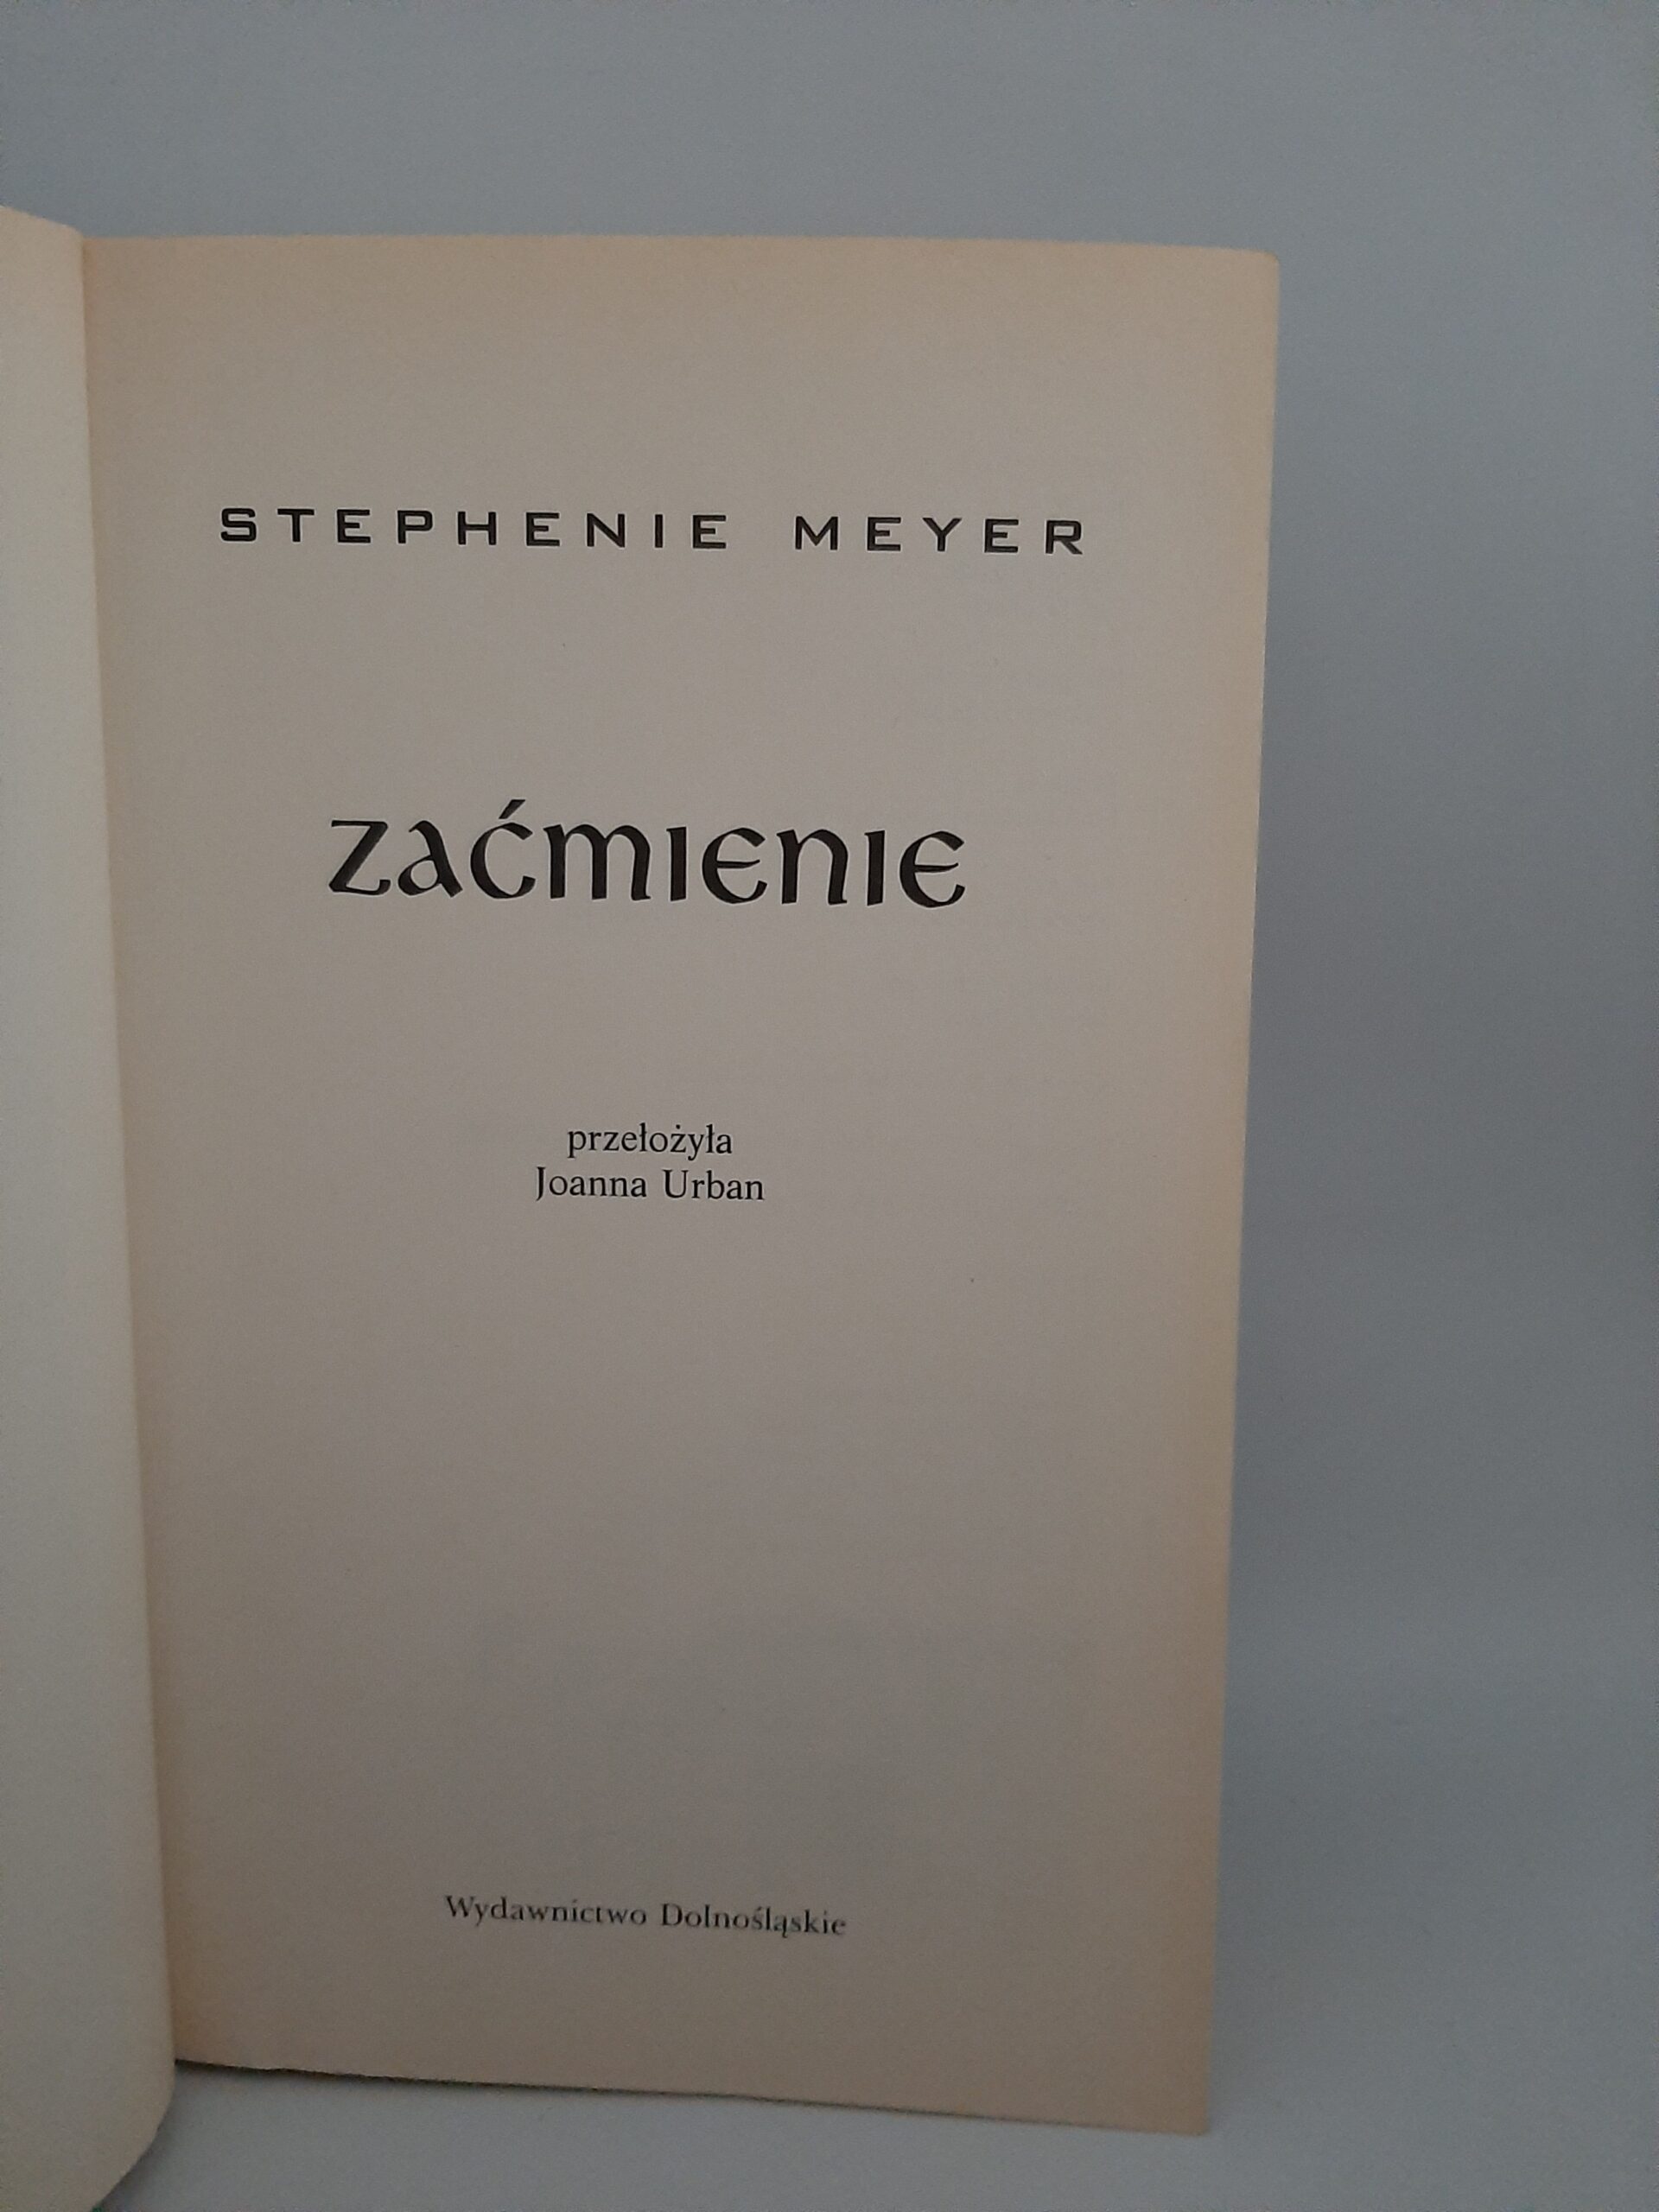 STEPHENIE MEYER
ZAĆMIENIE
przełożyła
Joanna Urban
Wydawnictwo Dolnośląskie